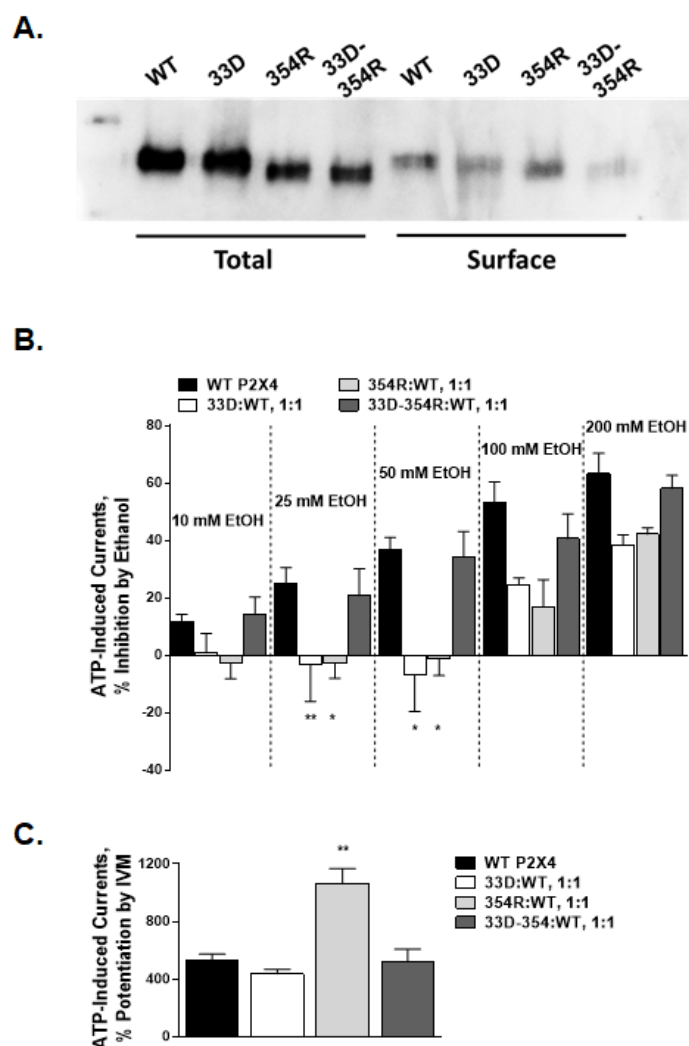 A.
WT 33D 354R 33D-354R WT 33D 354R 33D-354R
Total Surface
B.
WT P2X4 354R:WT, 1:1
33D:WT, 1:1 33D-354R:WT, 1:1
ATP-Induced Currents,
% Inhibition by Ethanol
80
60
40
20
0
-20
-40
10 mM EtOH
25 mM EtOH
50 mM EtOH
100 mM EtOH
200 mM EtOH
** * * *
C.
ATP-Induced Currents,
% Potentiation by IVM
1200
800
400
0
**
WT P2X4
33D:WT, 1:1
354R:WT, 1:1
33D-354:WT, 1:1